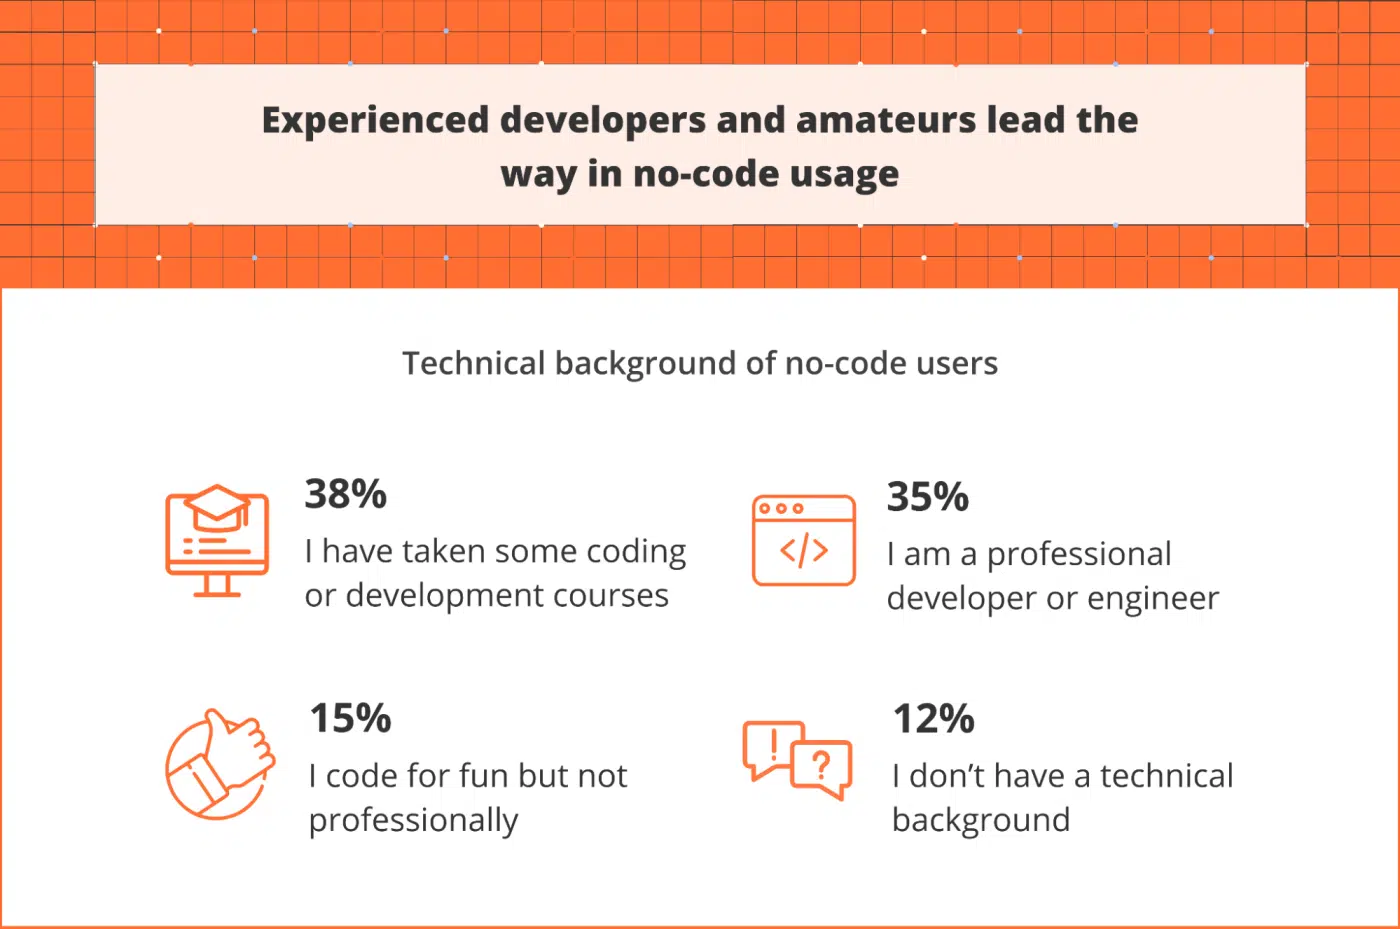 Experienced developers and amateurs lead the
way in no-code usage
Technical background of no-code users
38%
I have taken some coding
or development courses
35%
I am a professional
developer or engineer
15%
I code for fun but not
professionally
12%
I don’t have a technical
background